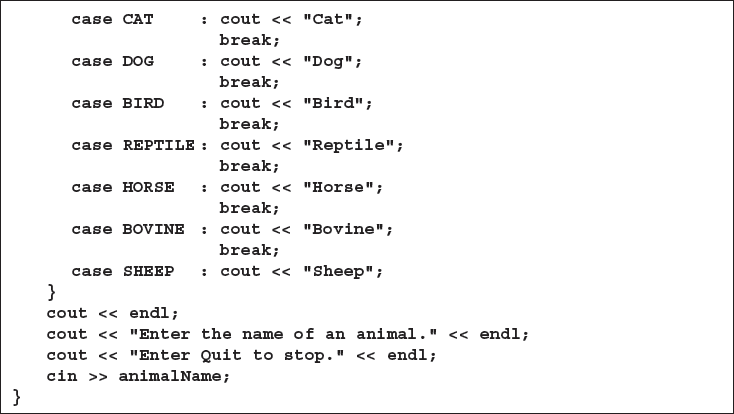 case CAT : cout << "Cat";
break;
case DOG : cout << "Dog";
break;
case BIRD : cout << "Bird";
break;
case REPTILE : cout << "Reptile";
break;
case HORSE : cout << "Horse";
break;
case BOVINE : cout << "Bovine";
break;
case SHEEP : cout << "Sheep";
}
cout << endl;
cout << "Enter the name of an animal." << endl;
cout << "Enter Quit to stop." << endl;
cin >> animalName;
}